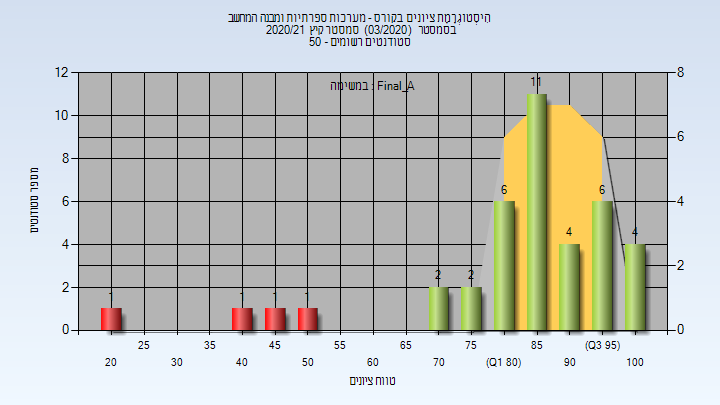 היסטוגרמת ציונים בקורס - מערכות ספרתיות ומבנה המחשב
בסמסטר (03/2020) סמסטר קיץ 2020/21
סטודנטים רשומים - 50
במשימה : Final_A
12 8
10
8 6
6
4 4
2 2
0 0
1 1 1 1 2 2 6 11 4 6 4
מספר סטודנטים
25 35 45 55 65 75 85 (Q3 95)
20 30 40 50 60 70 (Q1 80) 90 100
טווח ציונים